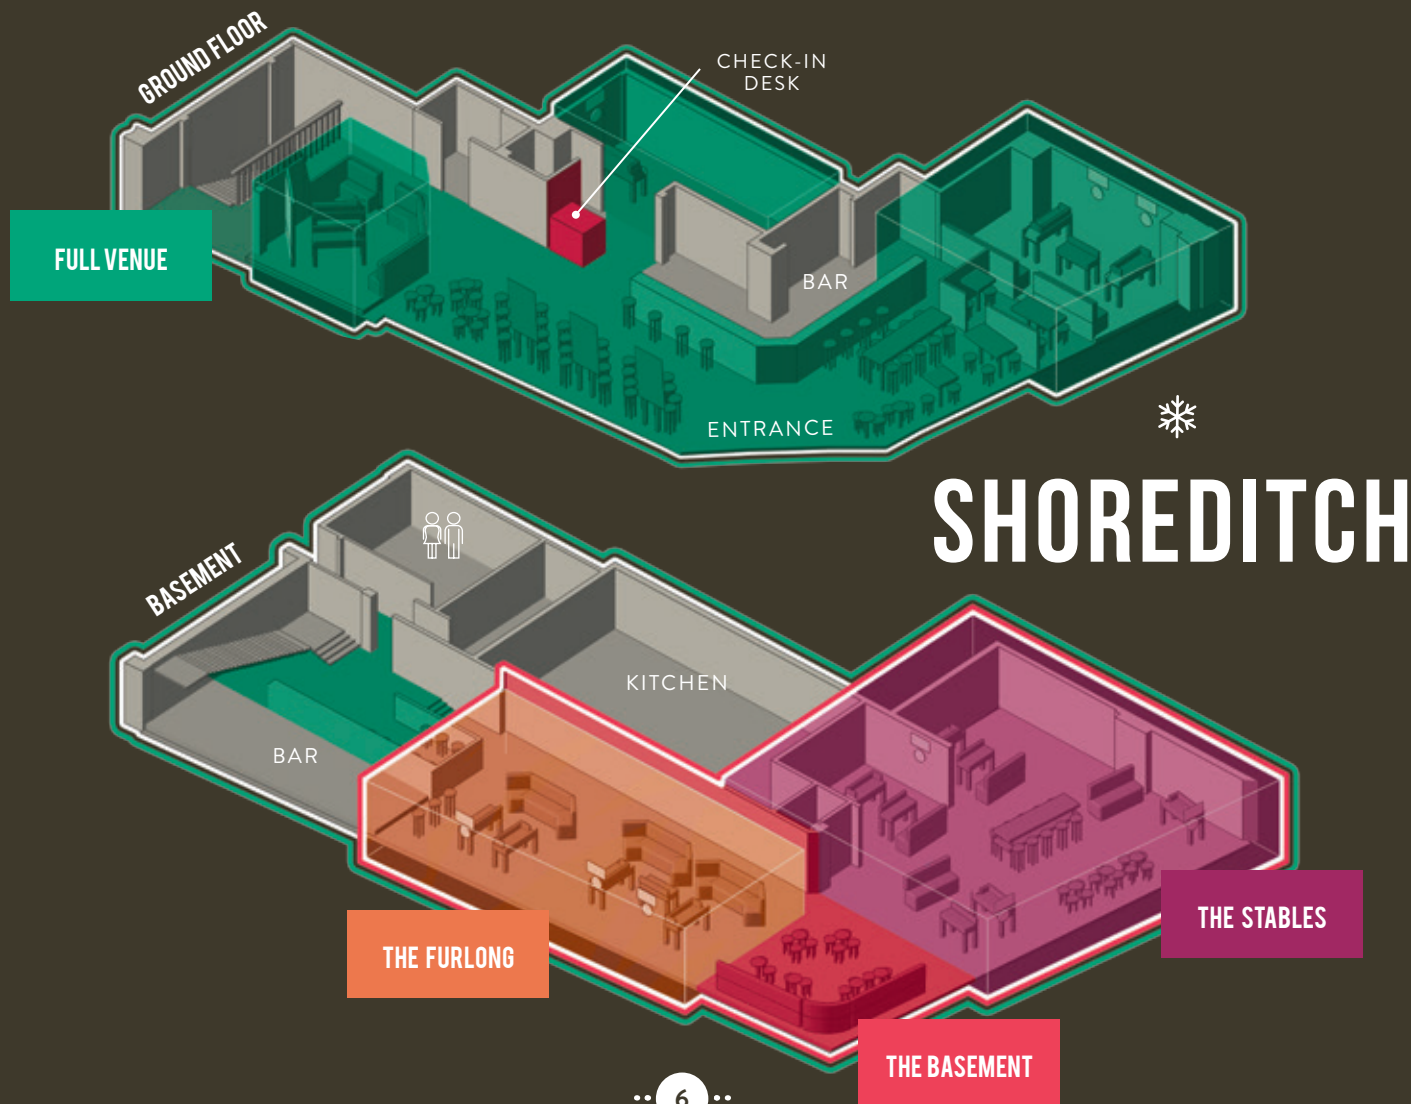 GROUND FLOOR
CHECK-IN
DESK
FULL VENUE
BAR
ENTRANCE
SHOREDITCH
BASEMENT
KITCHEN
BAR
THE STABLES
THE FURLONG
THE BASEMENT
6